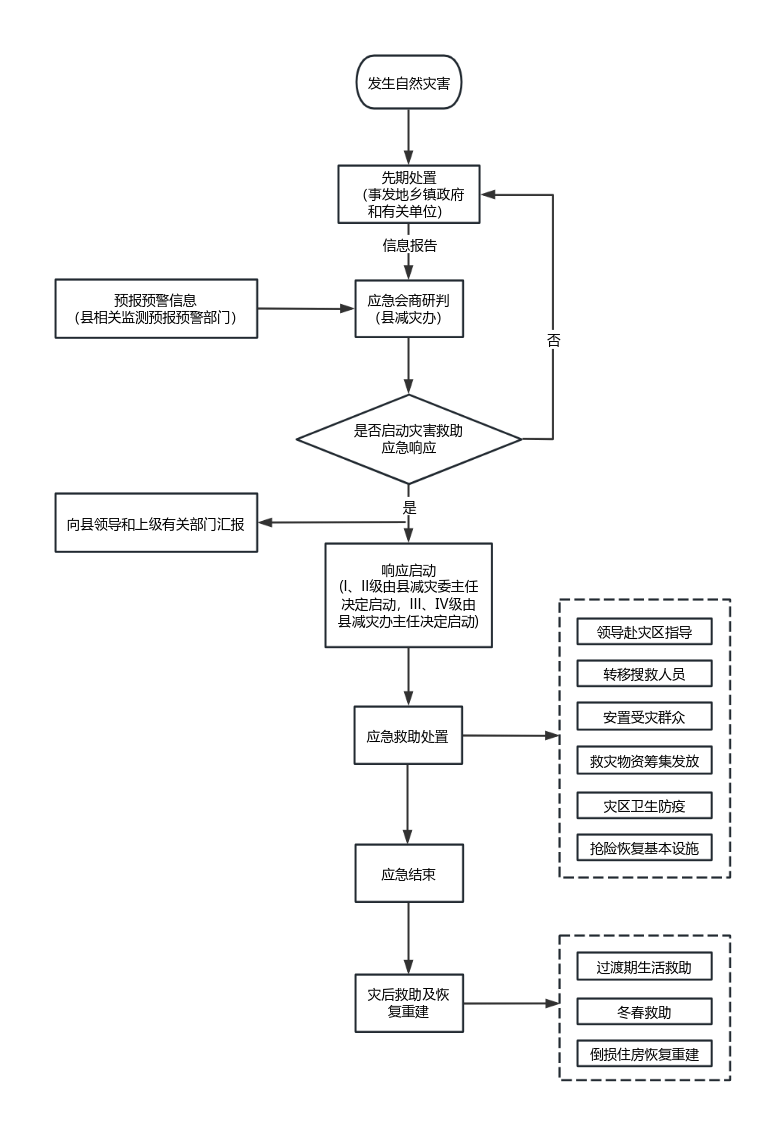 发生自然灾害
先期处置
（事发地乡镇政府
和有关单位）
信息报告
预报预警信息
（县相关监测预报预警部门）
应急会商研判
（县减灾办）
否
是否启动灾害救助
应急响应
是
向县领导和上级有关部门汇报
响应启动
(I、II级由县减灾委主任
决定启动，III、IV级由
县减灾办主任决定启动)
应急救助处置
领导赴灾区指导
转移搜救人员
安置受灾群众
救灾物资筹集发放
灾区卫生防疫
抢险恢复基本设施
应急结束
灾后救助及恢
复重建
过渡期生活救助
冬春救助
倒损住房恢复重建